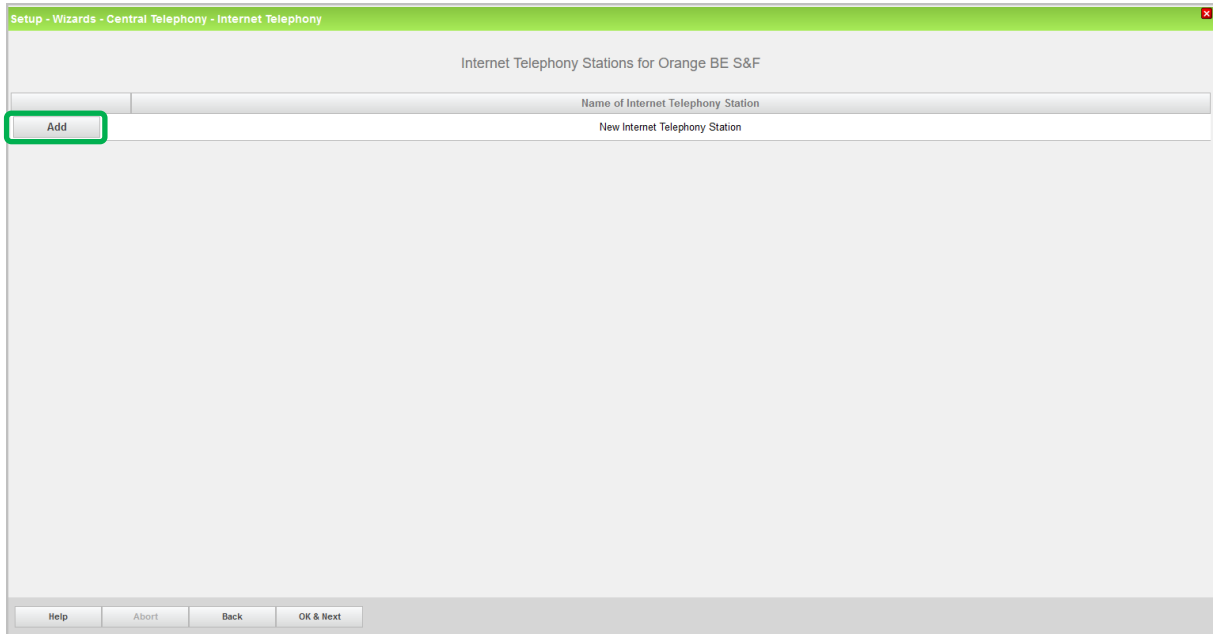 Setup - Wizards - Central Telephony - Internet Telephony
Internet Telephony Stations for Orange BE S&F
Name of Internet Telephony Station
Add New Internet Telephony Station
Help Abort Back OK & Next